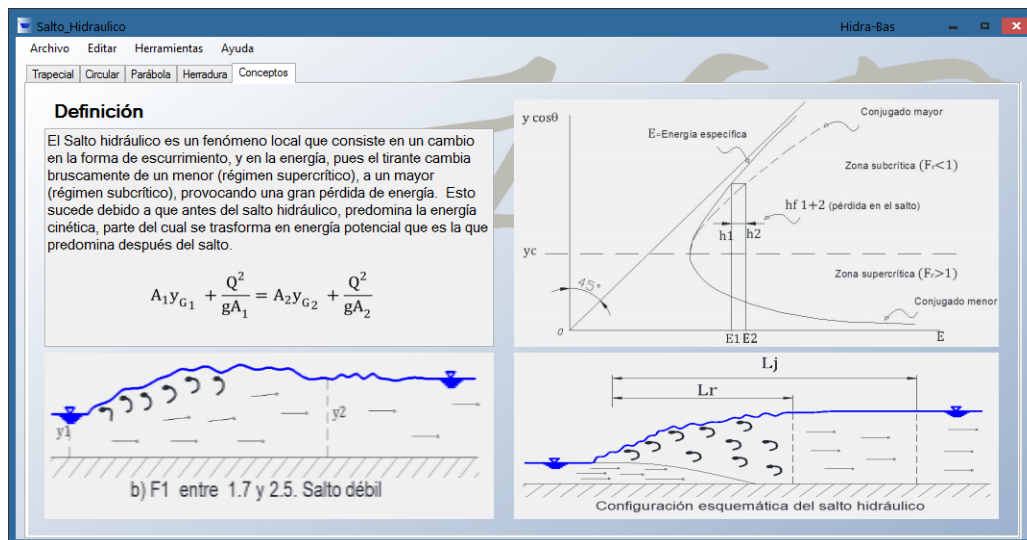 Salto_Hidraulico
Hidra-Bas
Archivo Editar Herramientas Ayuda
Trapecial Circular Parábola Herradura Conceptos
Definición
El Salto hidráulico es un fenómeno local que consiste en un cambio
en la forma de escurrimiento, y en la energía, pues el tirante cambia
bruscamente de un menor (régimen supercrítico), a un mayor
(régimen subcrítico), provocando una gran pérdida de energía. Esto
sucede debido a que antes del salto hidráulico, predomina la energía
cinética, parte del cual se trasforma en energía potencial que es la que
predomina después del salto.
A₁y_G₁ + Q²/gA₁ = A₂y_G₂ + Q²/gA₂
y cosθ
Conjugado mayor
E=Energía específica
Zona subcrítica (Fᵣ<1)
hf 1+2 (pérdida en el salto)
h1 h2
yc
Zona supercrítica (Fᵣ>1)
45°
Conjugado menor
0
E1 E2
E
y1
y2
b) F1 entre 1.7 y 2.5. Salto débil
Lj
Lr
Configuración esquemática del salto hidráulico